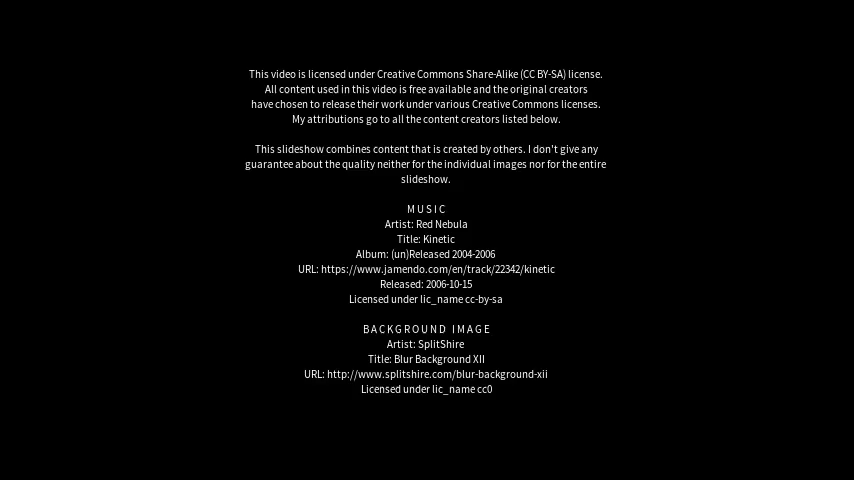 This video is licensed under Creative Commons Share-Alike (CC BY-SA) license.
All content used in this video is free available and the original creators
have chosen to release their work under various Creative Commons licenses.
My attributions go to all the content creators listed below.
This slideshow combines content that is created by others. I don't give any
guarantee about the quality neither for the individual images nor for the entire
slideshow.
MUSIC
Artist: Red Nebula
Title: Kinetic
Album: (un)Released 2004-2006
URL: https://www.jamendo.com/en/track/22342/kinetic
Released: 2006-10-15
Licensed under lic_name cc-by-sa
BACKGROUND IMAGE
Artist: SplitShire
Title: Blur Background XII
URL: http://www.splitshire.com/blur-background-xii
Licensed under lic_name cc0